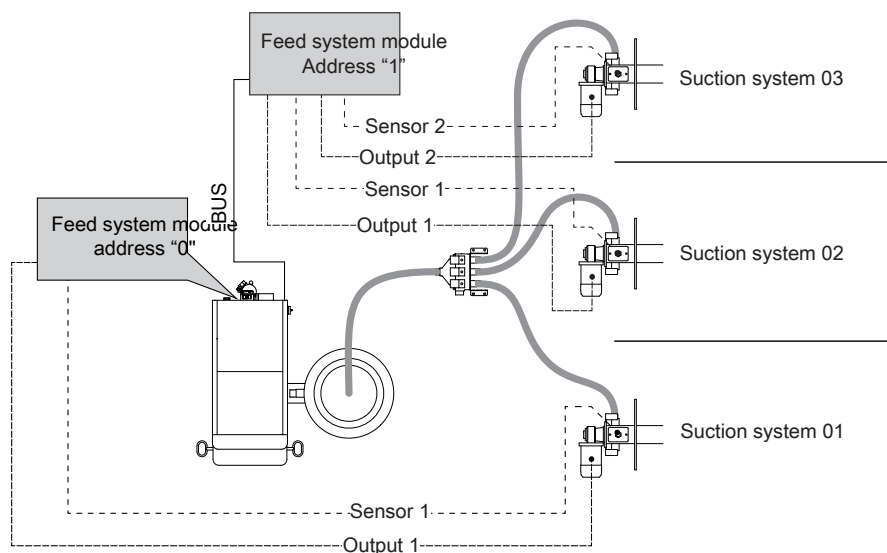 Feed system module
Address “1”
Suction system 03
Sensor 2
Output 2
Sensor 1
BUS
Feed system module
address “0"
Output 1
Suction system 02
Suction system 01
Sensor 1
Output 1